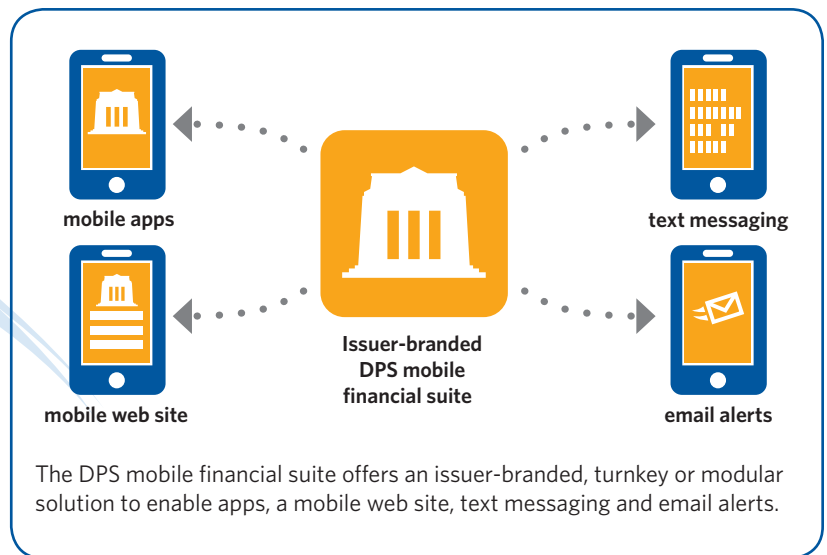 mobile apps
text messaging
mobile web site
Issuer-branded
DPS mobile
financial suite
email alerts
The DPS mobile financial suite offers an issuer-branded, turnkey or modular
solution to enable apps, a mobile web site, text messaging and email alerts.